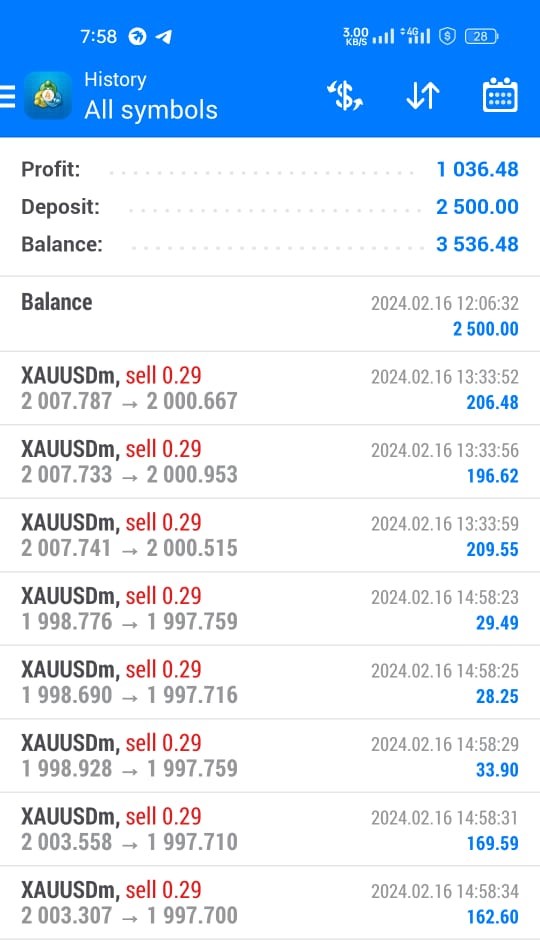 7:58
3.00 KB/S 4G 28
History
All symbols
Profit: 1 036.48
Deposit: 2 500.00
Balance: 3 536.48
Balance 2024.02.16 12:06:32
2 500.00
XAUUSDm, sell 0.29 2024.02.16 13:33:52
2 007.787 → 2 000.667 206.48
XAUUSDm, sell 0.29 2024.02.16 13:33:56
2 007.733 → 2 000.953 196.62
XAUUSDm, sell 0.29 2024.02.16 13:33:59
2 007.741 → 2 000.515 209.55
XAUUSDm, sell 0.29 2024.02.16 14:58:23
1 998.776 → 1 997.759 29.49
XAUUSDm, sell 0.29 2024.02.16 14:58:25
1 998.690 → 1 997.716 28.25
XAUUSDm, sell 0.29 2024.02.16 14:58:29
1 998.928 → 1 997.759 33.90
XAUUSDm, sell 0.29 2024.02.16 14:58:31
2 003.558 → 1 997.710 169.59
XAUUSDm, sell 0.29 2024.02.16 14:58:34
2 003.307 → 1 997.700 162.60